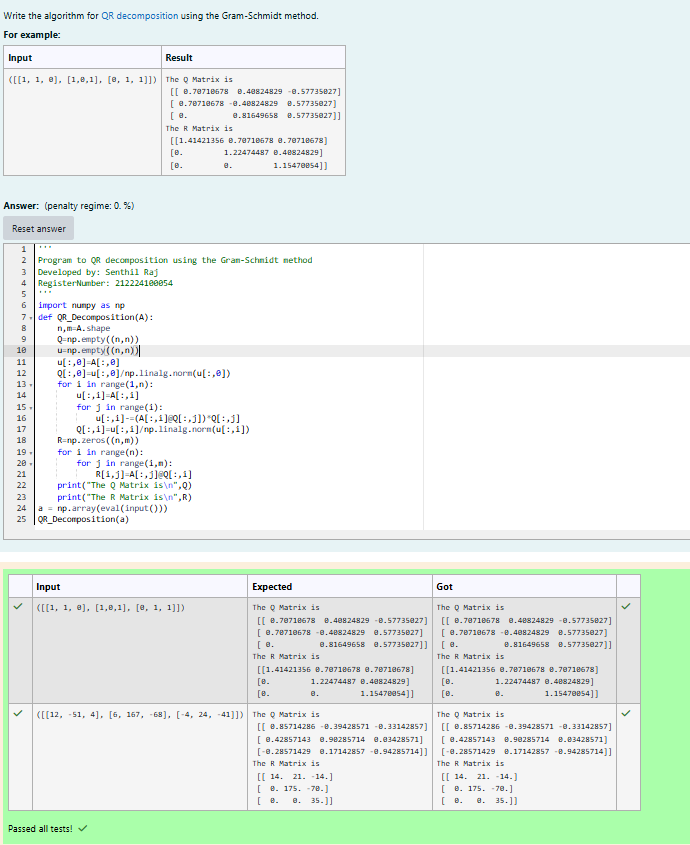 Write the algorithm for QR decomposition using the Gram-Schmidt method.
For example:
Input Result
([[1, 1, 0], [1,0,1], [0, 1, 1]]) The Q Matrix is
[[ 0.70710678 0.40824829 -0.57735027]
[ 0.70710678 -0.40824829 0.57735027]
[ 0. 0.81649658 0.57735027]]
The R Matrix is
[[1.41421356 0.70710678 0.70710678]
[0. 1.22474487 0.40824829]
[0. 0. 1.15470054]]
Answer: (penalty regime: 0. %)
Reset answer
1 '''
2 Program to QR decomposition using the Gram-Schmidt method
3 Developed by: Senthil Raj
4 RegisterNumber: 212224100054
5 '''
6 import numpy as np
7 def QR_Decomposition(A):
8 n,m=A.shape
9 Q=np.empty((n,n))
10 u=np.empty((n,n))
11 u[:,0]=A[:,0]
12 Q[:,0]=u[:,0]/np.linalg.norm(u[:,0])
13 for i in range(1,n):
14 u[:,i]=A[:,i]
15 for j in range(i):
16 u[:,i]-=(A[:,i]@Q[:,j])*Q[:,j]
17 Q[:,i]=u[:,i]/np.linalg.norm(u[:,i])
18 R=np.zeros((n,m))
19 for i in range(n):
20 for j in range(i,m):
21 R[i,j]=A[:,j]@Q[:,i]
22 print("The Q Matrix is\n",Q)
23 print("The R Matrix is\n",R)
24 a = np.array(eval(input()))
25 QR_Decomposition(a)
Input Expected Got
([[1, 1, 0], [1,0,1], [0, 1, 1]]) The Q Matrix is The Q Matrix is
[[ 0.70710678 0.40824829 -0.57735027] [[ 0.70710678 0.40824829 -0.57735027]
[ 0.70710678 -0.40824829 0.57735027] [ 0.70710678 -0.40824829 0.57735027]
[ 0. 0.81649658 0.57735027]] [ 0. 0.81649658 0.57735027]]
The R Matrix is The R Matrix is
[[1.41421356 0.70710678 0.70710678] [[1.41421356 0.70710678 0.70710678]
[0. 1.22474487 0.40824829] [0. 1.22474487 0.40824829]
[0. 0. 1.15470054]] [0. 0. 1.15470054]]
([[12, -51, 4], [6, 167, -68], [-4, 24, -41]]) The Q Matrix is The Q Matrix is
[[ 0.85714286 -0.39428571 -0.33142857] [[ 0.85714286 -0.39428571 -0.33142857]
[ 0.42857143 0.90285714 0.03428571] [ 0.42857143 0.90285714 0.03428571]
[-0.28571429 0.17142857 -0.94285714]] [-0.28571429 0.17142857 -0.94285714]]
The R Matrix is The R Matrix is
[[ 14. 21. -14.] [[ 14. 21. -14.]
[ 0. 175. -70.] [ 0. 175. -70.]
[ 0. 0. 35.]] [ 0. 0. 35.]]
Passed all tests!